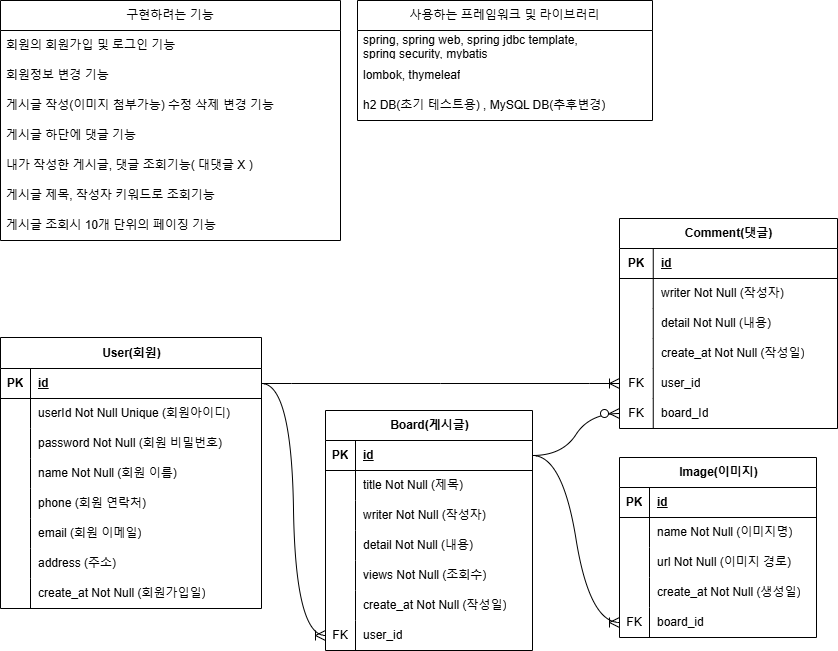 구현하려는 기능
회원의 회원가입 및 로그인 기능
회원정보 변경 기능
게시글 작성(이미지 첨부가능) 수정 삭제 변경 기능
게시글 하단에 댓글 기능
내가 작성한 게시글, 댓글 조회기능( 대댓글 X )
게시글 제목, 작성자 키워드로 조회기능
게시글 조회시 10개 단위의 페이징 기능
사용하는 프레임워크 및 라이브러리
spring, spring web, spring jdbc template,
spring security, mybatis
lombok, thymeleaf
h2 DB(초기 테스트용) , MySQL DB(추후변경)
User(회원)
PK id
userId Not Null Unique (회원아이디)
password Not Null (회원 비밀번호)
name Not Null (회원 이름)
phone (회원 연락처)
email (회원 이메일)
address (주소)
create_at Not Null (회원가입일)
Board(게시글)
PK id
title Not Null (제목)
writer Not Null (작성자)
detail Not Null (내용)
views Not Null (조회수)
create_at Not Null (작성일)
FK user_id
Comment(댓글)
PK id
writer Not Null (작성자)
detail Not Null (내용)
create_at Not Null (작성일)
FK user_id
FK board_Id
Image(이미지)
PK id
name Not Null (이미지명)
url Not Null (이미지 경로)
create_at Not Null (생성일)
FK board_id